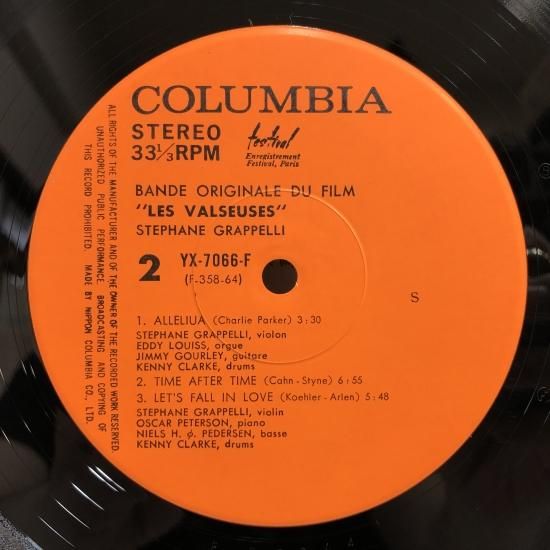 COLUMBIA
STEREO
33 1/3 RPM
festival
Enregistrement
Festival, Paris
BANDE ORIGINALE DU FILM
"LES VALSEUSES"
STEPHANE GRAPPELLI
2 YX-7066-F
(F-358-64)
S
1. ALLELIUA (Charlie Parker) 3:30
STEPHANE GRAPPELLI, violon
EDDY LOUISS, orgue
JIMMY GOURLEY, guitare
KENNY CLARKE, drums
2. TIME AFTER TIME (Cahn-Styne) 6:55
3. LET'S FALL IN LOVE (Koehler-Arlen) 5:48
STEPHANE GRAPPELLI, violin
OSCAR PETERSON, piano
NIELS H. ø. PEDERSEN, basse
KENNY CLARKE, drums
ALL RIGHTS OF THE MANUFACTURER AND OF THE OWNER OF THE RECORDED WORK RESERVED.
UNAUTHORIZED PUBLIC PERFORMANCE BROADCASTING AND COPYING OF
THIS RECORD PROHIBITED. MADE BY NIPPON COLUMBIA CO., LTD.